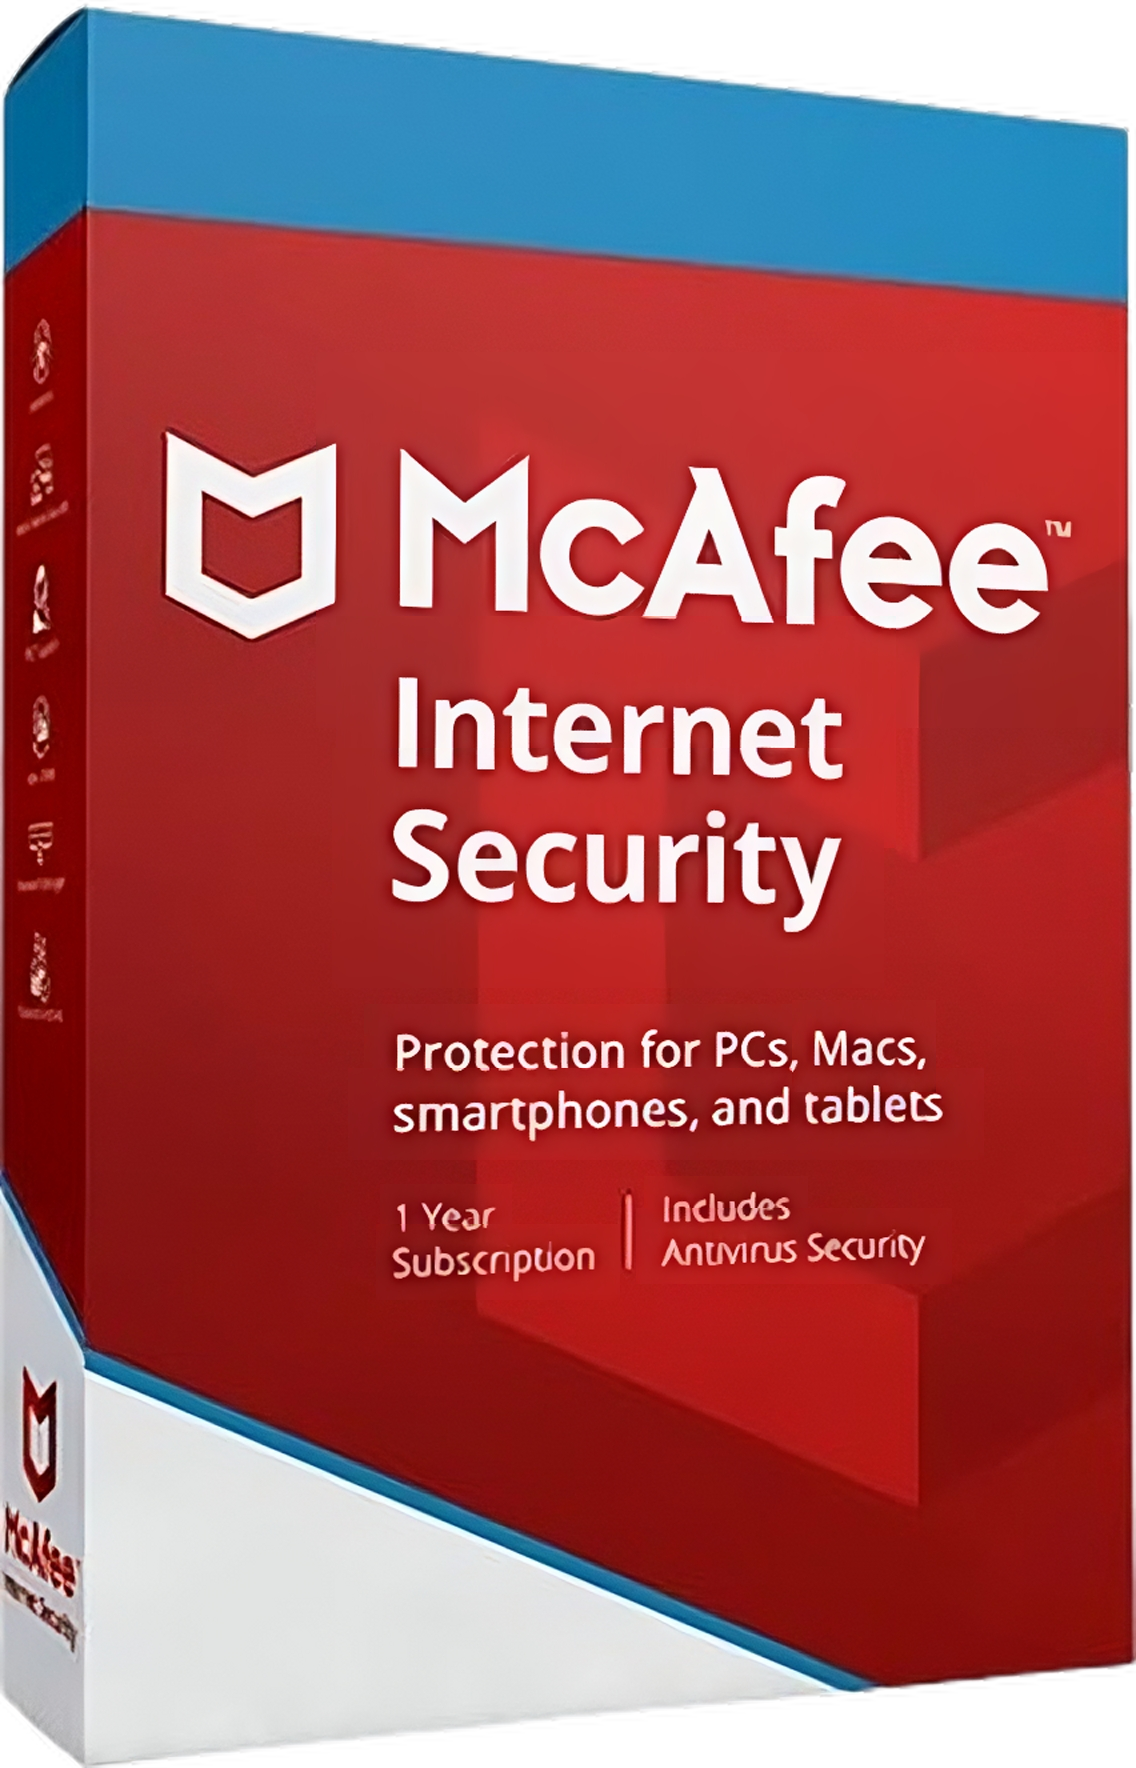 McAfee™
Internet
Security
Protection for PCs, Macs,
smartphones, and tablets
1 Year
Subscription
Includes
Antivirus Security
McAfee
Internet Security